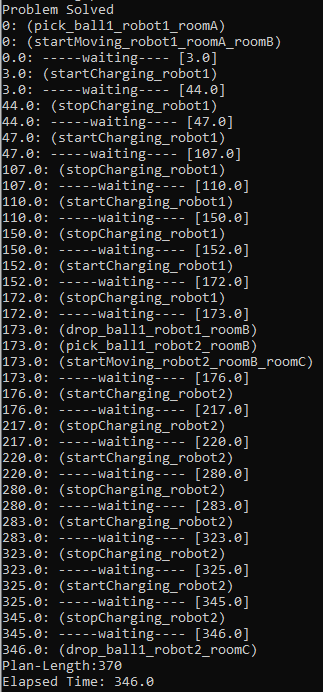 Problem Solved
0: (pick_ball1_robot1_roomA)
0: (startMoving_robot1_roomA_roomB)
0.0: -----waiting---- [3.0]
3.0: (startCharging_robot1)
3.0: -----waiting---- [44.0]
44.0: (stopCharging_robot1)
44.0: -----waiting---- [47.0]
47.0: (startCharging_robot1)
47.0: -----waiting---- [107.0]
107.0: (stopCharging_robot1)
107.0: -----waiting---- [110.0]
110.0: (startCharging_robot1)
110.0: -----waiting---- [150.0]
150.0: (stopCharging_robot1)
150.0: -----waiting---- [152.0]
152.0: (startCharging_robot1)
152.0: -----waiting---- [172.0]
172.0: (stopCharging_robot1)
172.0: -----waiting---- [173.0]
173.0: (drop_ball1_robot1_roomB)
173.0: (pick_ball1_robot2_roomB)
173.0: (startMoving_robot2_roomB_roomC)
173.0: -----waiting---- [176.0]
176.0: (startCharging_robot2)
176.0: -----waiting---- [217.0]
217.0: (stopCharging_robot2)
217.0: -----waiting---- [220.0]
220.0: (startCharging_robot2)
220.0: -----waiting---- [280.0]
280.0: (stopCharging_robot2)
280.0: -----waiting---- [283.0]
283.0: (startCharging_robot2)
283.0: -----waiting---- [323.0]
323.0: (stopCharging_robot2)
323.0: -----waiting---- [325.0]
325.0: (startCharging_robot2)
325.0: -----waiting---- [345.0]
345.0: (stopCharging_robot2)
345.0: -----waiting---- [346.0]
346.0: (drop_ball1_robot2_roomC)
Plan-Length:370
Elapsed Time: 346.0